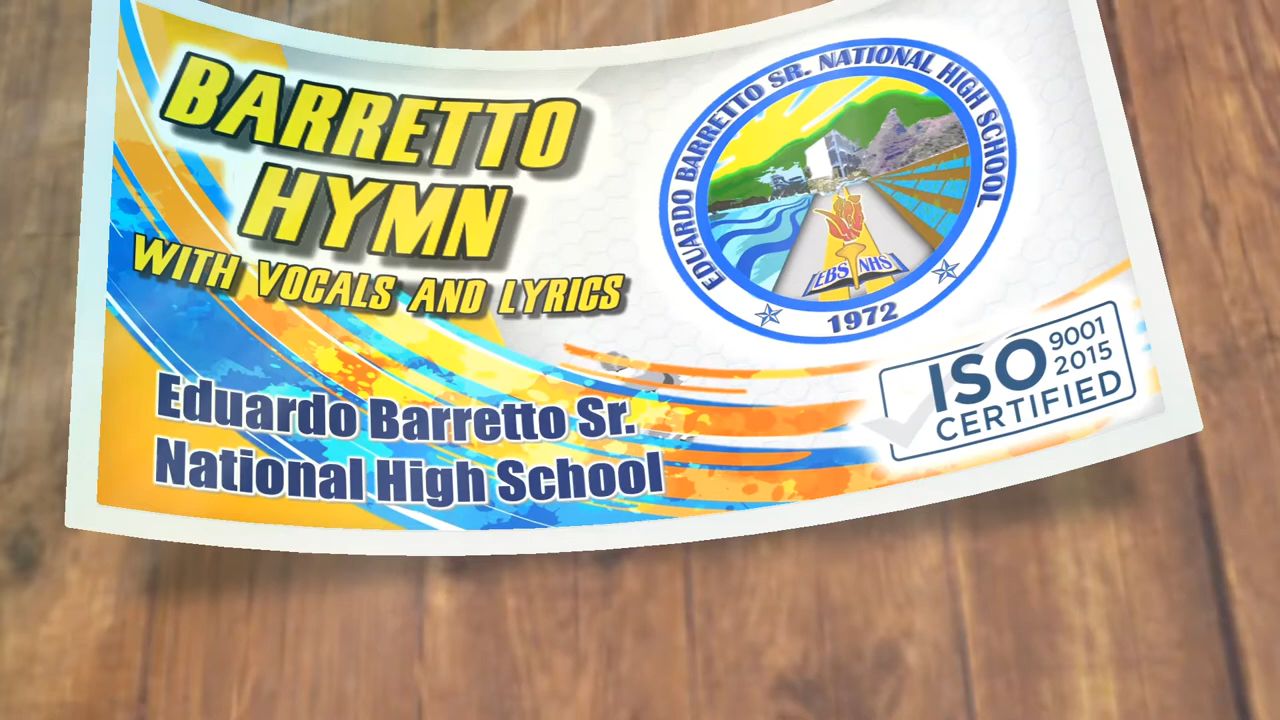 BARRETTO
HYMN
WITH VOCALS AND LYRICS
Eduardo Barretto Sr.
National High School
EDUARDO BARRETTO SR. NATIONAL HIGH SCHOOL
EBS NHS
1972
ISO 9001
2015
CERTIFIED